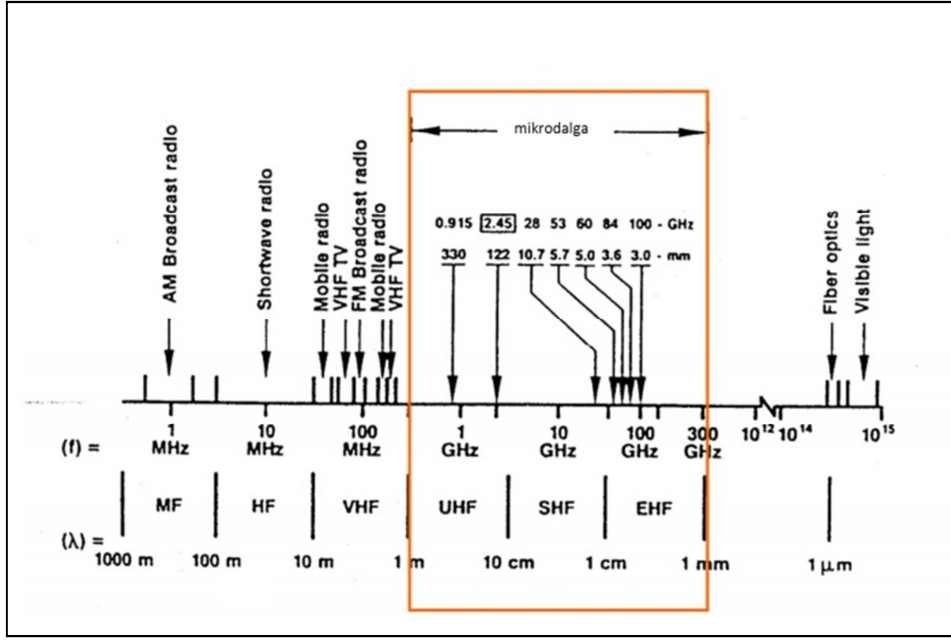 mikrodalga
AM Broadcast radio
Shortwave radio
Mobile radio
VHF TV
FM Broadcast radio
Mobile radio
VHF TV
0.915 2.45 28 53 60 84 100 - GHz
330 122 10.7 5.7 5.0 3.6 3.0 - mm
Fiber optics
Visible light
(f) = 1 MHz 10 MHz 100 MHz 1 GHz 10 GHz 100 GHz 300 GHz 10¹² 10¹⁴ 10¹⁵
MF HF VHF UHF SHF EHF
(λ) = 1000 m 100 m 10 m 1 m 10 cm 1 cm 1 mm 1 μm